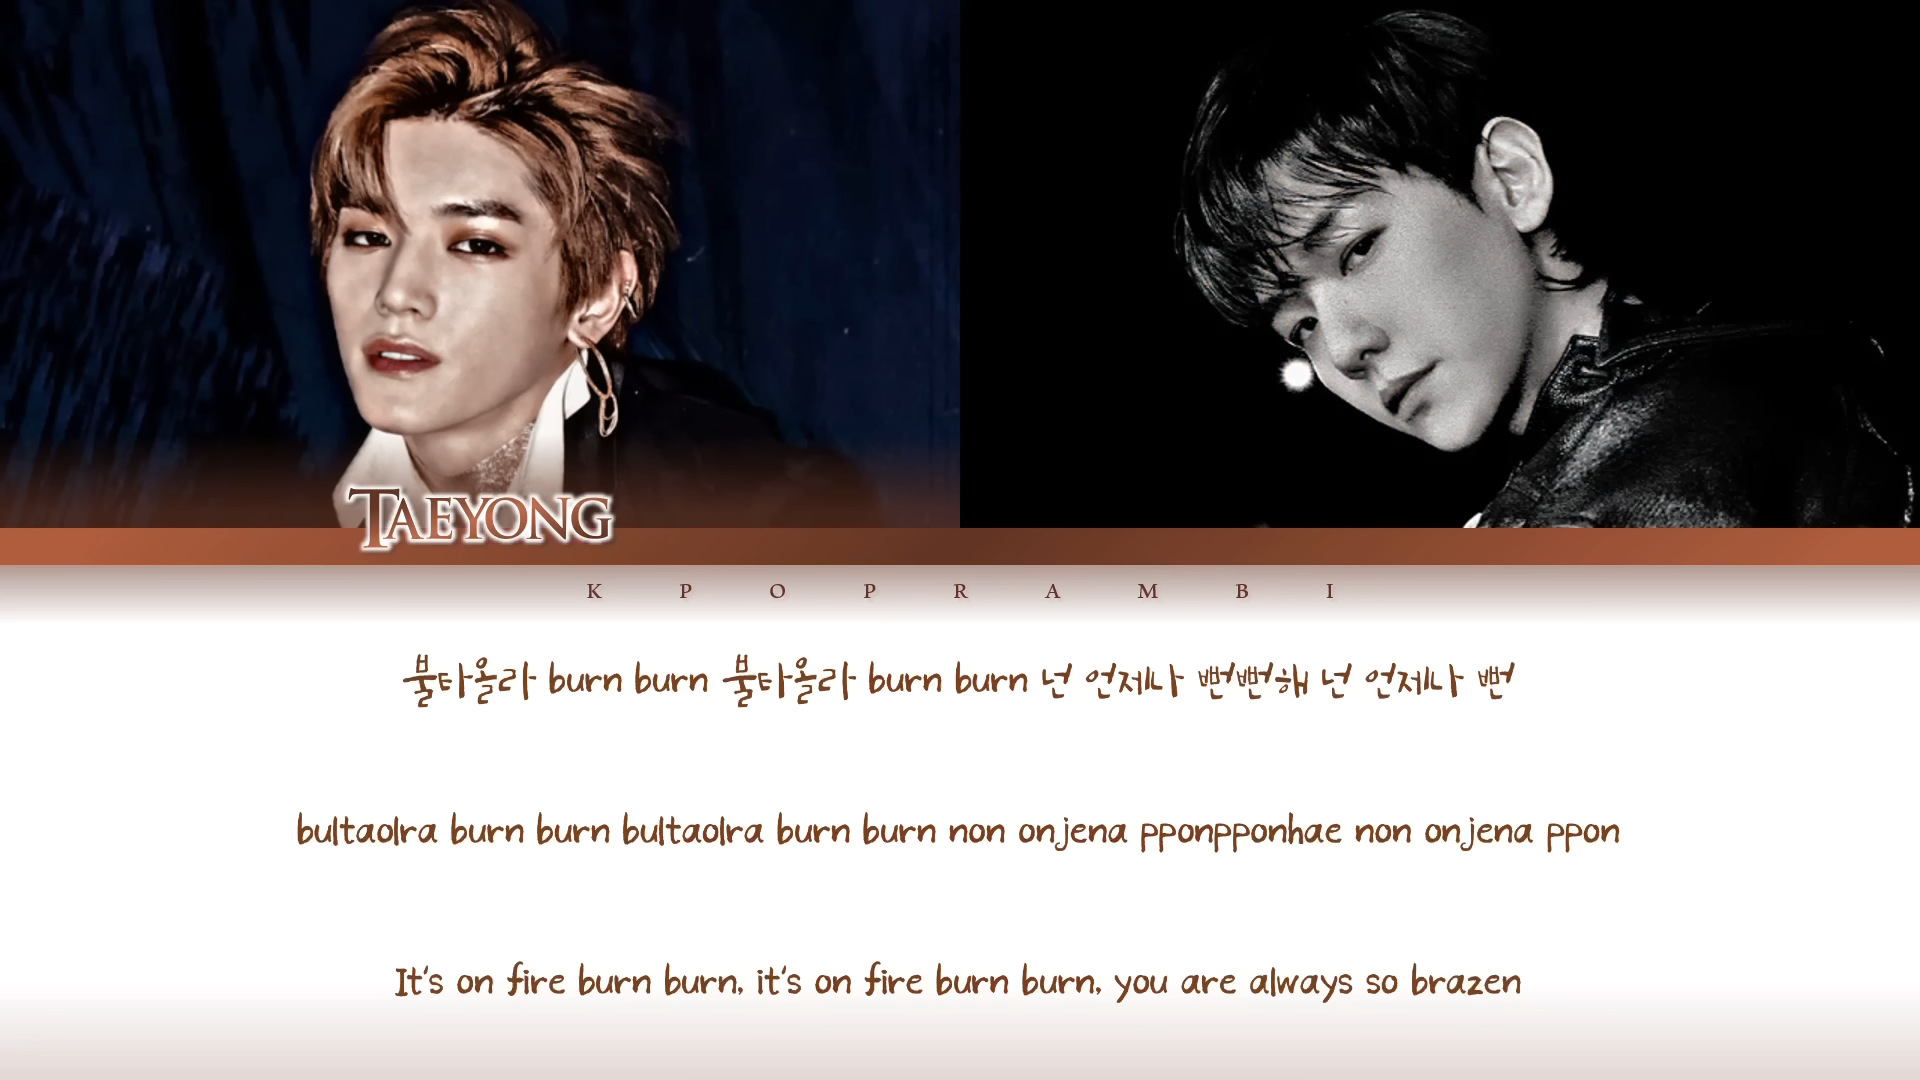 TAEYONG
KPOPRAMBI
불타올라 burn burn 불타올라 burn burn 넌 언제나 뻔뻔해 넌 언제나 뻔
bultaolra burn burn bultaolra burn burn non onjena pponpponhae non onjena ppon
It's on fire burn burn, it's on fire burn burn, you are always so brazen